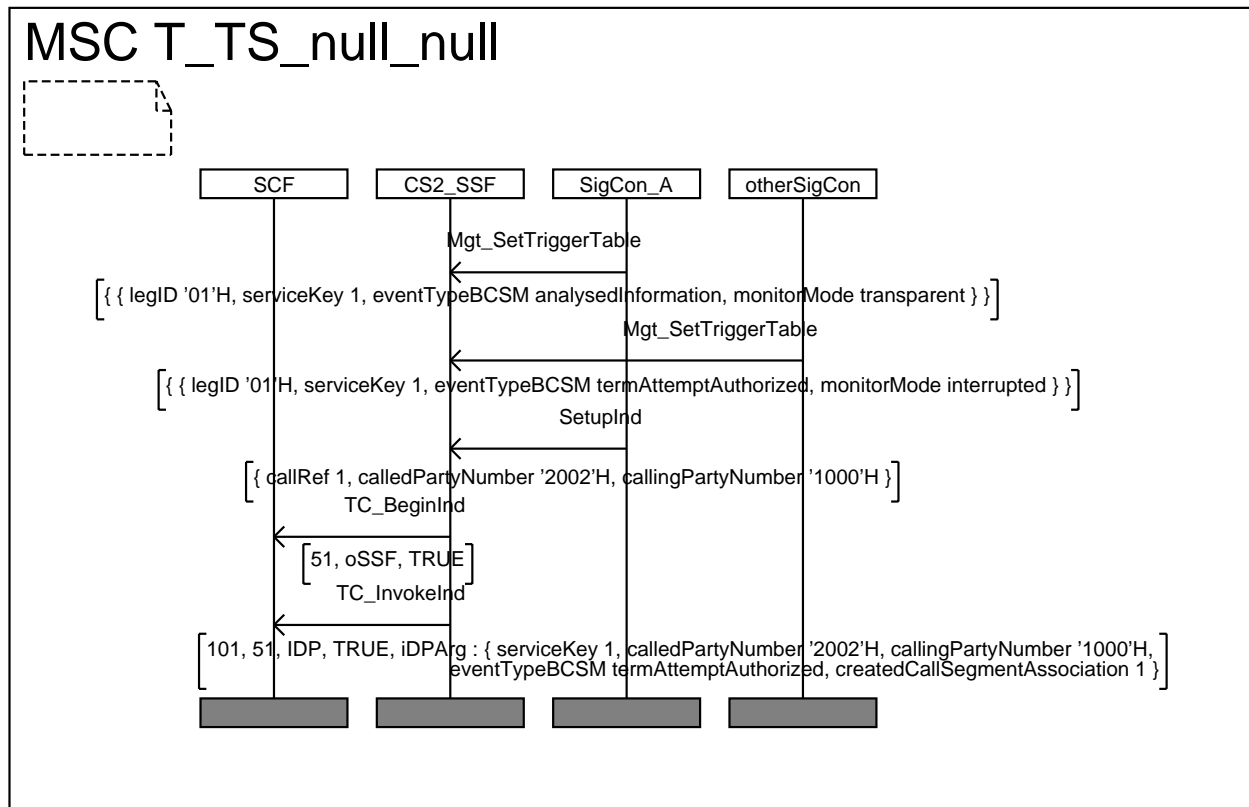 MSC T_TS_null_null
SCF CS2_SSF SigCon_A otherSigCon
Mgt_SetTriggerTable
{ { legID '01'H, serviceKey 1, eventTypeBCSM analysedInformation, monitorMode transparent } }
Mgt_SetTriggerTable
{ { legID '01'H, serviceKey 1, eventTypeBCSM termAttemptAuthorized, monitorMode interrupted } }
SetupInd
{ callRef 1, calledPartyNumber '2002'H, callingPartyNumber '1000'H }
TC_BeginInd
51, oSSF, TRUE
TC_InvokeInd
101, 51, IDP, TRUE, iDPArg : { serviceKey 1, calledPartyNumber '2002'H, callingPartyNumber '1000'H,
eventTypeBCSM termAttemptAuthorized, createdCallSegmentAssociation 1 }